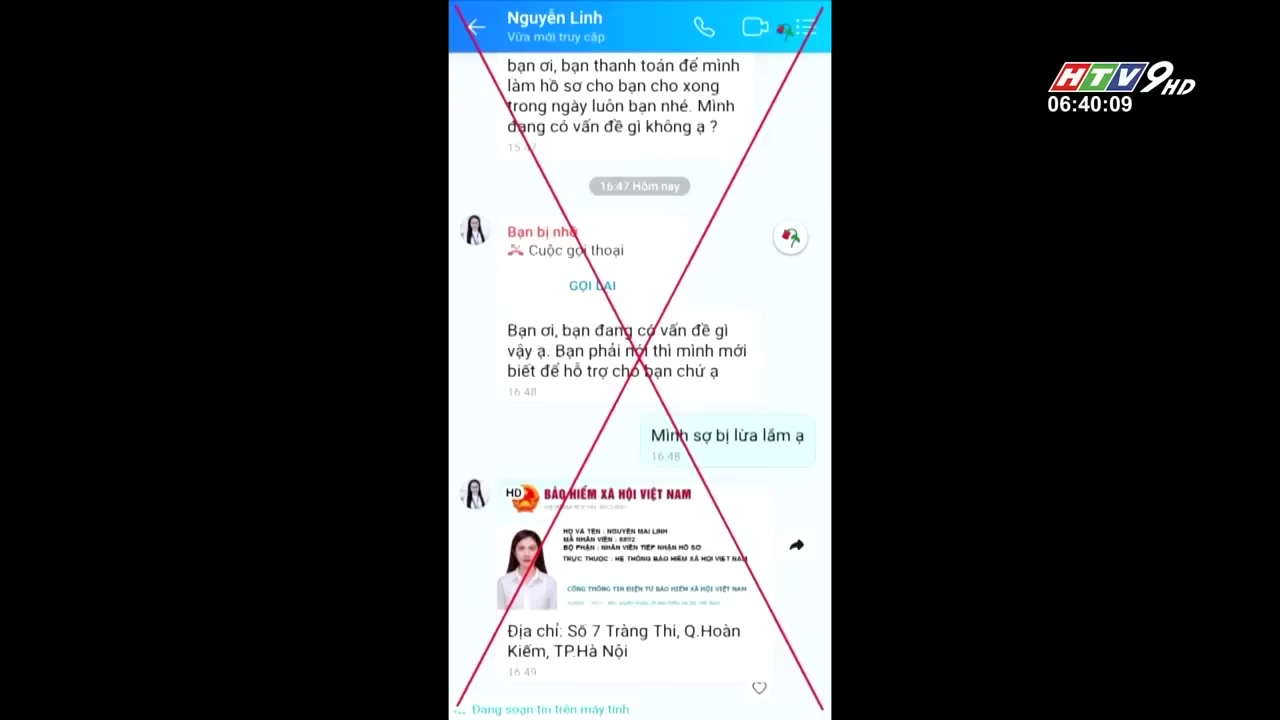 Nguyễn Linh
Vừa mới truy cập
HTV9 HD
06:40:09
bạn ơi, bạn thanh toán để mình
làm hồ sơ cho bạn cho xong
trong ngày luôn bạn nhé. Mình
đang có vấn đề gì không ạ ?
15:47
16:47 Hôm nay
Bạn bị nhỡ
Cuộc gọi thoại
GỌI LẠI
Bạn ơi, bạn đang có vấn đề gì
vậy ạ. Bạn phải nói thì mình mới
biết để hỗ trợ cho bạn chứ ạ
16:48
Mình sợ bị lừa lắm ạ
16:48
HD
BẢO HIỂM XÃ HỘI VIỆT NAM
HỌ VÀ TÊN : NGUYỄN MAI LINH
MÃ NHÂN VIÊN : 6892
BỘ PHẬN : NHÂN VIÊN TIẾP NHẬN HỒ SƠ
TRỰC THUỘC : HỆ THỐNG BẢO HIỂM XÃ HỘI VIỆT NAM
CỔNG THÔNG TIN ĐIỆN TỬ BẢO HIỂM XÃ HỘI VIỆT NAM
Địa chỉ: Số 7 Tràng Thi, Q.Hoàn
Kiếm, TP.Hà Nội
16:49
Đang soạn tin trên máy tính